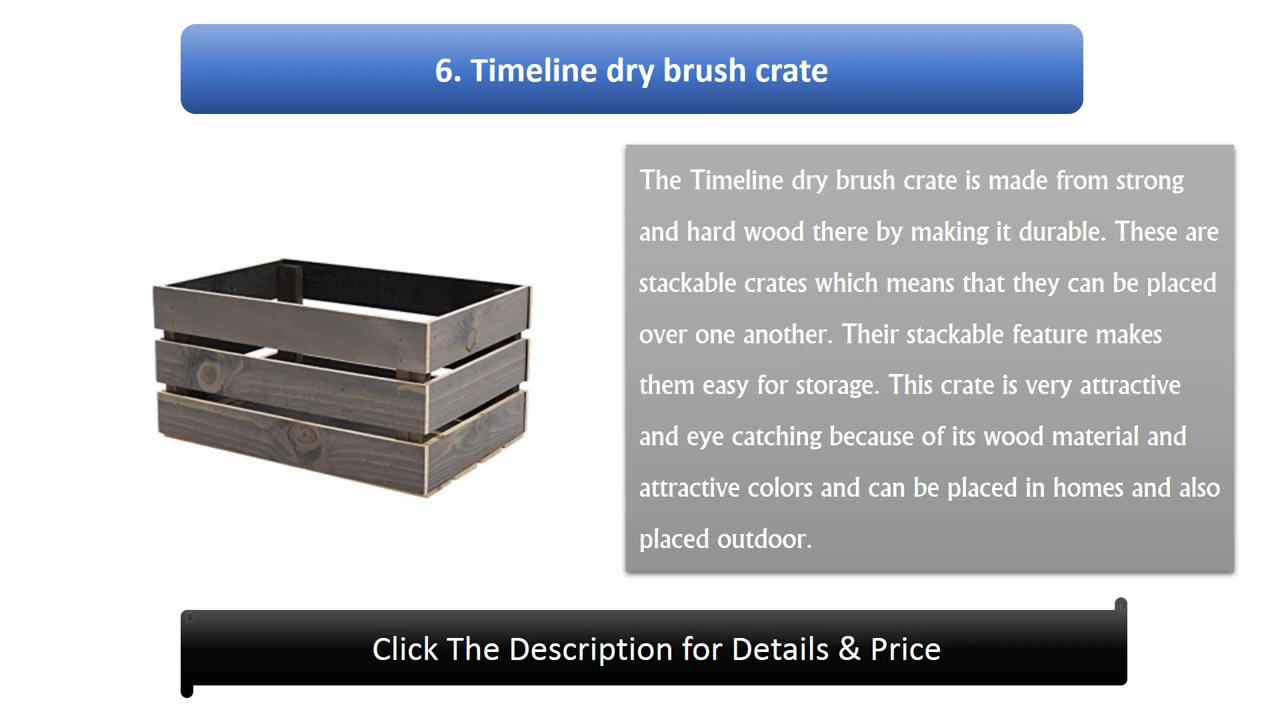 6. Timeline dry brush crate
The Timeline dry brush crate is made from strong
and hard wood there by making it durable. These are
stackable crates which means that they can be placed
over one another. Their stackable feature makes
them easy for storage. This crate is very attractive
and eye catching because of its wood material and
attractive colors and can be placed in homes and also
placed outdoor.
Click The Description for Details & Price